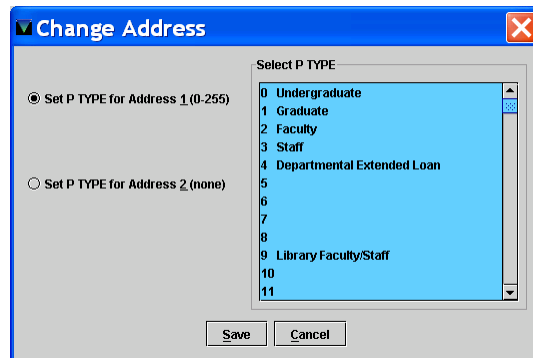 Change Address
Set P TYPE for Address 1 (0-255)
Set P TYPE for Address 2 (none)
Select P TYPE
0 Undergraduate
1 Graduate
2 Faculty
3 Staff
4 Departmental Extended Loan
5
6
7
8
9 Library Faculty/Staff
10
11
Save Cancel